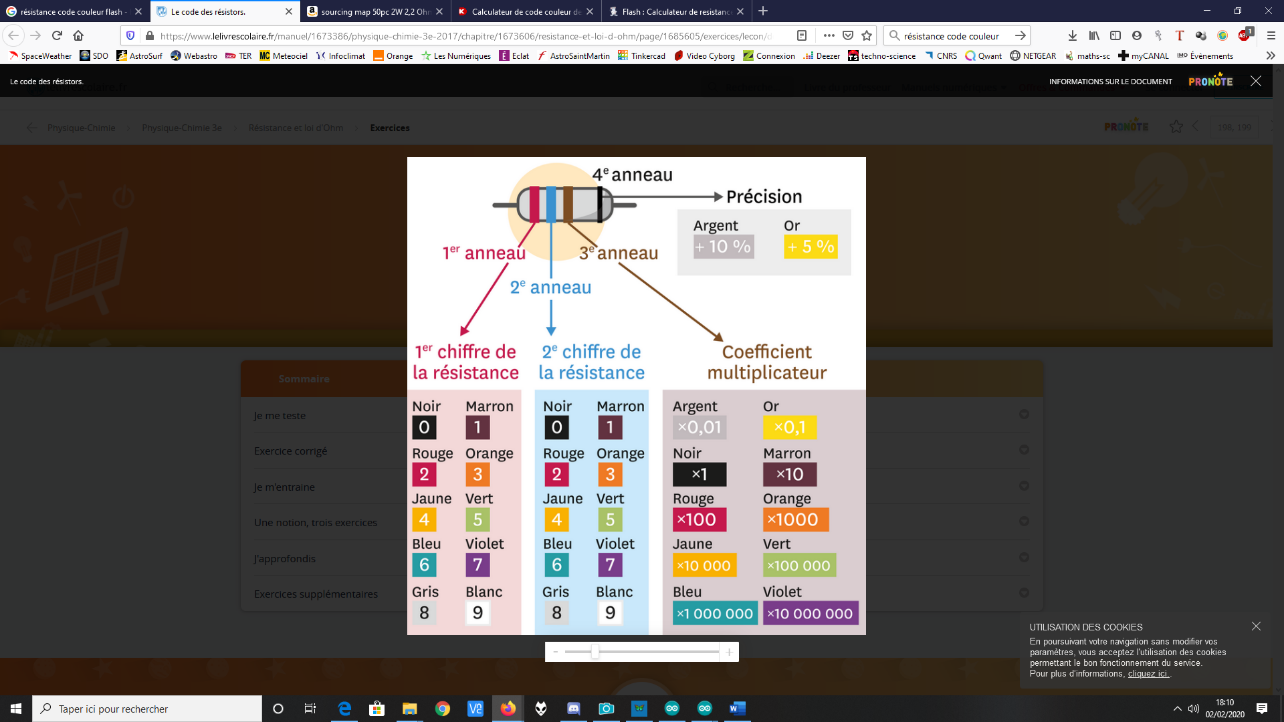 résistance code couleur flash -
Le code des résistors.
sourcing map 50pc 2W 2,2 Ohm
Calculateur de code couleur de
Flash : Calculateur de resistance
https://www.lelivrescolaire.fr/manuel/1673386/physique-chimie-3e-2017/chapitre/1673606/resistance-et-loi-d-ohm/page/1685605/exercices/lecon/d
résistance code couleur
SpaceWeather SDO AstroSurf Webastro TER Meteociel Infoclimat Orange Les Numériques Eclat AstroSaintMartin Tinkercad Video Cyborg Connexion Deezer techno-science CNRS Qwant NETGEAR maths-sc myCANAL Événements
Le code des résistors.
INFORMATIONS SUR LE DOCUMENT PRONOTE
Physique-Chimie Physique-Chimie 3e Résistance et loi d'Ohm Exercices
PRONOTE 198, 199
4e anneau
Précision
Argent Or
+ 10 % + 5 %
1er anneau 3e anneau
2e anneau
1er chiffre de la résistance
2e chiffre de la résistance
Coefficient multiplicateur
Noir Marron Noir Marron Argent Or
0 1 0 1 ×0,01 ×0,1
Rouge Orange Rouge Orange Noir Marron
2 3 2 3 ×1 ×10
Jaune Vert Jaune Vert Rouge Orange
4 5 4 5 ×100 ×1000
Bleu Violet Bleu Violet Jaune Vert
6 7 6 7 ×10 000 ×100 000
Gris Blanc Gris Blanc Bleu Violet
8 9 8 9 ×1 000 000 ×10 000 000
Sommaire
Je me teste
Exercice corrigé
Je m'entraine
Une notion, trois exercices
J'approfondis
Exercices supplémentaires
UTILISATION DES COOKIES
En poursuivant votre navigation sans modifier vos
paramètres, vous acceptez l'utilisation des cookies
permettant le bon fonctionnement du service.
Pour plus d'informations, cliquez ici.
Taper ici pour rechercher
18:10
02/02/2020